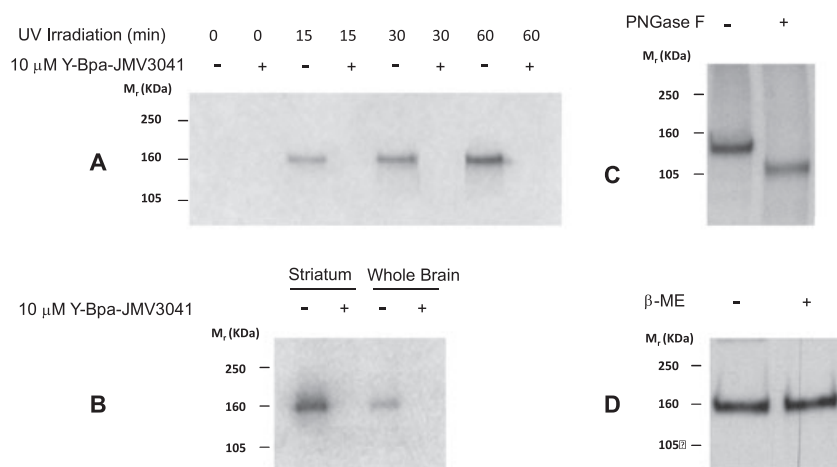 UV Irradiation (min) 0 0 15 15 30 30 60 60
10 μM Y-Bpa-JMV3041 - + - + - + - +
Mr (KDa)
250
160
105
A
PNGase F - +
Mr (KDa)
250
160
105
C
Striatum Whole Brain
10 μM Y-Bpa-JMV3041 - + - +
Mr (KDa)
250
160
105
B
β-ME - +
Mr (KDa)
250
160
105
D